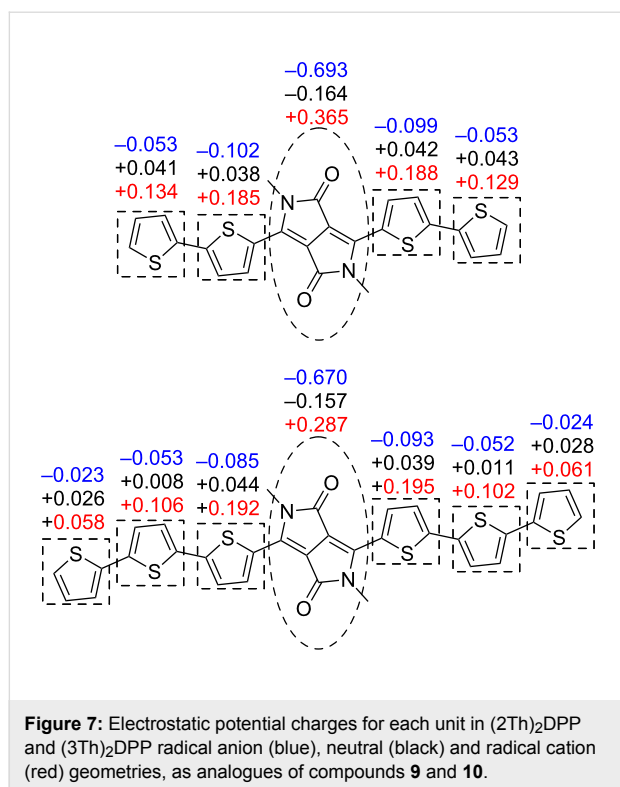 –0.693
–0.164
+0.365
–0.053
+0.041
+0.134
–0.102
+0.038
+0.185
–0.099
+0.042
+0.188
–0.053
+0.043
+0.129
S
S
N
O
O
N
S
S
–0.670
–0.157
+0.287
–0.023
+0.026
+0.058
–0.053
+0.008
+0.106
–0.085
+0.044
+0.192
–0.093
+0.039
+0.195
–0.052
+0.011
+0.102
–0.024
+0.028
+0.061
S
S
S
N
O
O
N
S
S
S
Figure 7: Electrostatic potential charges for each unit in (2Th)2DPP
and (3Th)2DPP radical anion (blue), neutral (black) and radical cation
(red) geometries, as analogues of compounds 9 and 10.